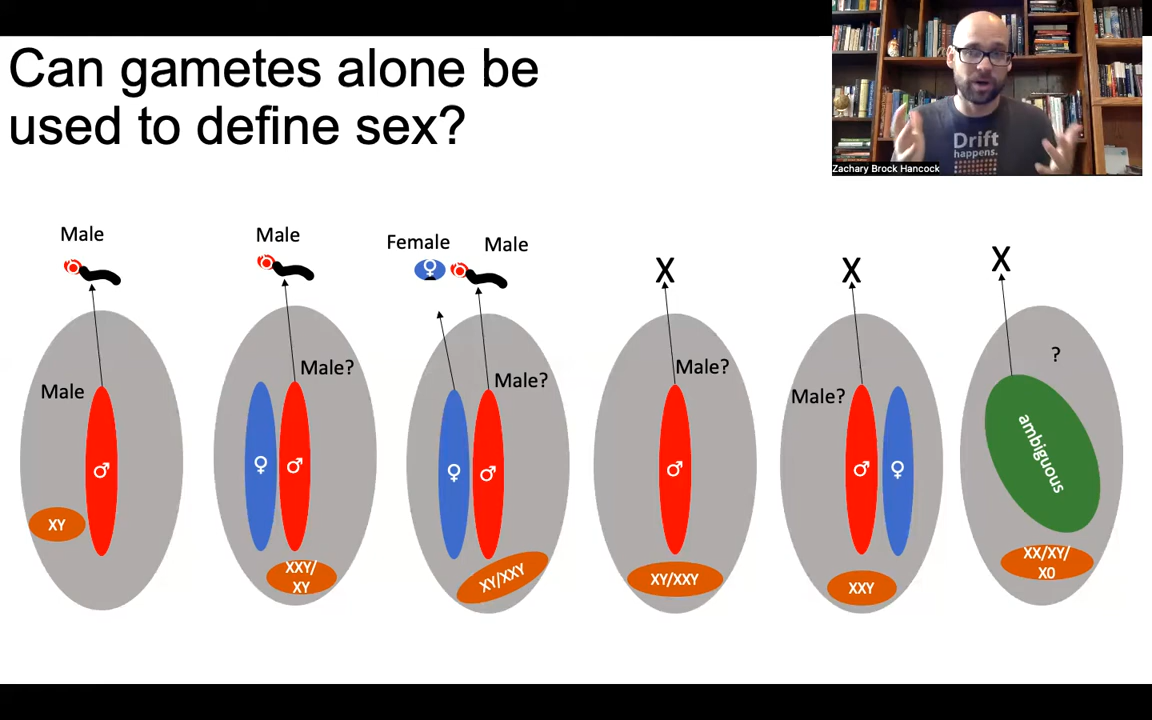 Can gametes alone be
used to define sex?
Drift
happens.
Zachary Brock Hancock
Male
Male
♂
XY
Male
Male?
♀
♂
XXY/
XY
Female
Male
♀
Male?
♀
♂
XY/XXY
X
Male?
♂
XY/XXY
X
Male?
♂
♀
XXY
X
?
ambiguous
XX/XY/
X0